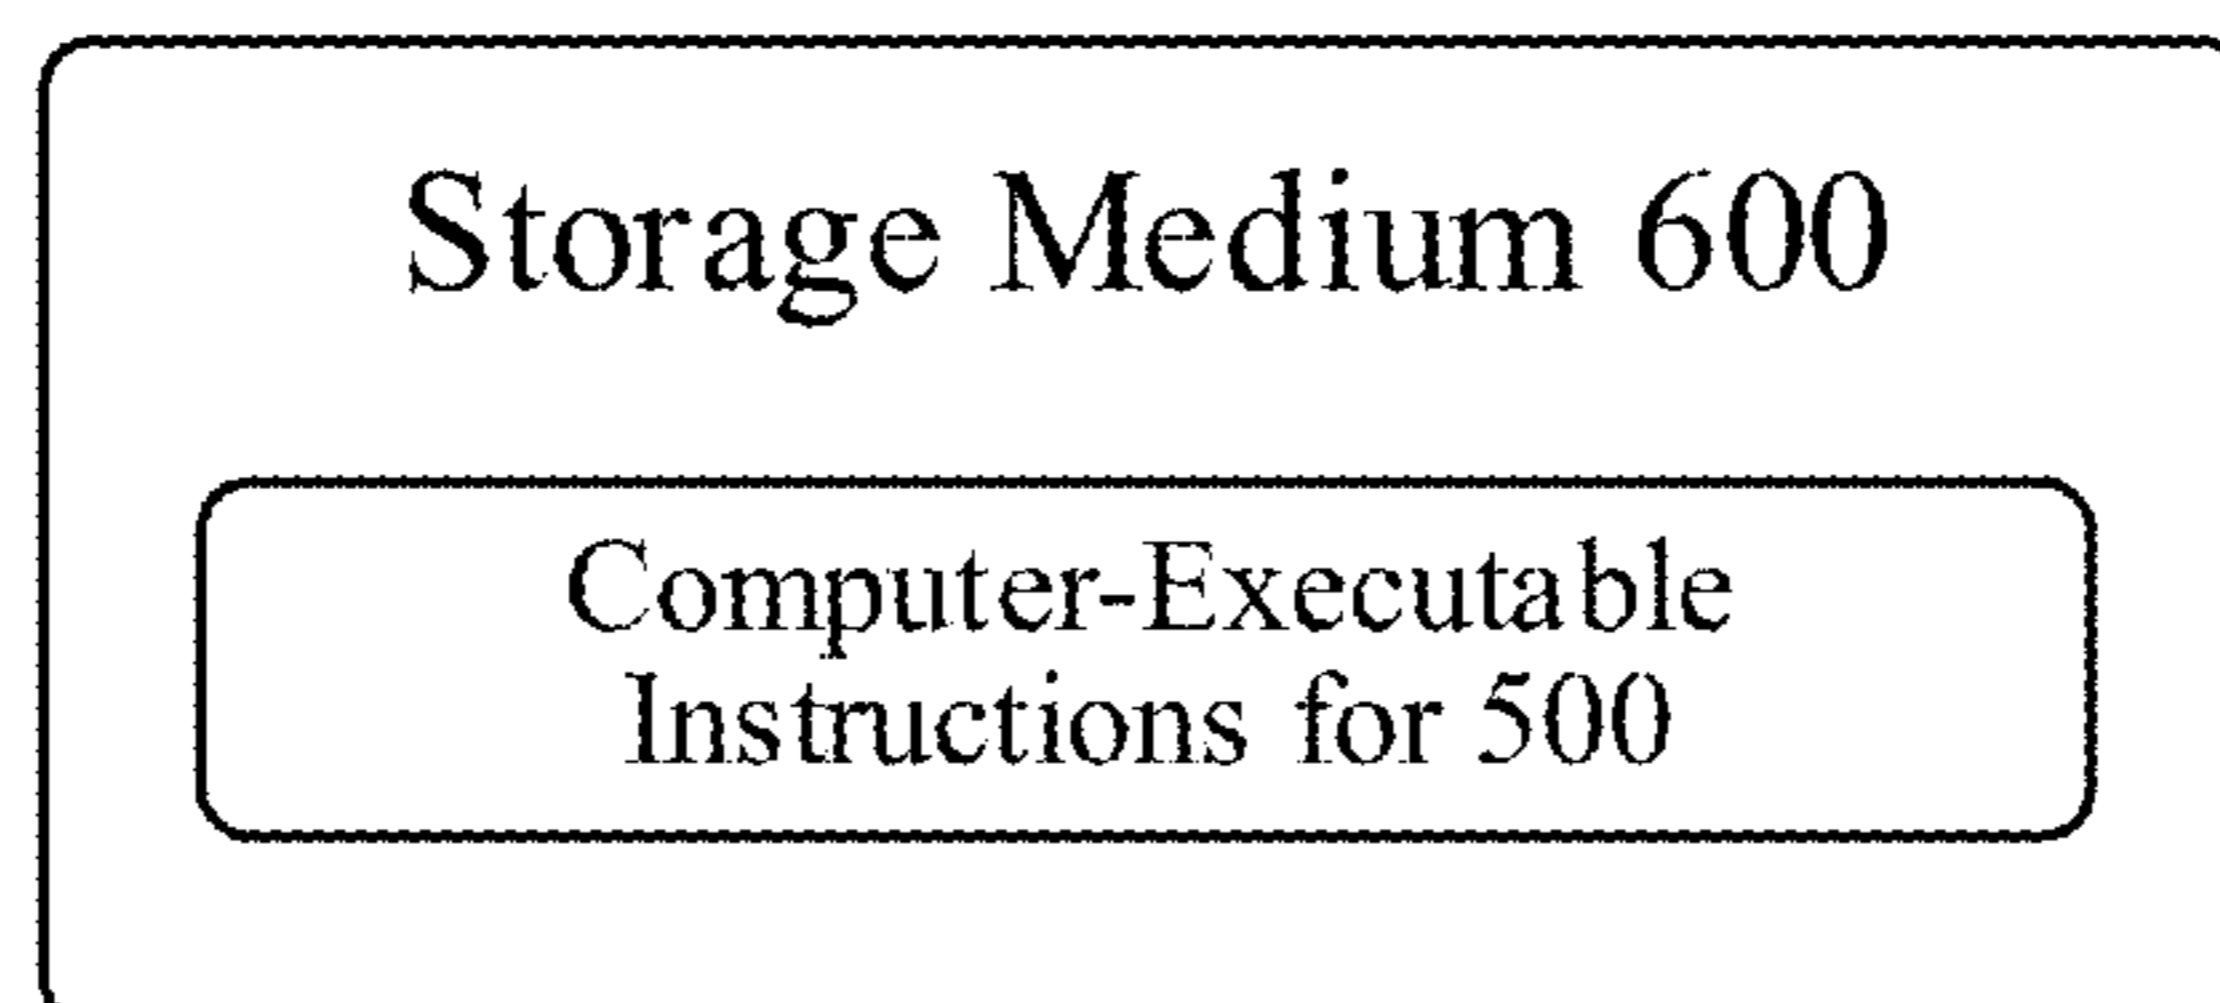 Storage Medium 600
Computer-Executable
Instructions for 500